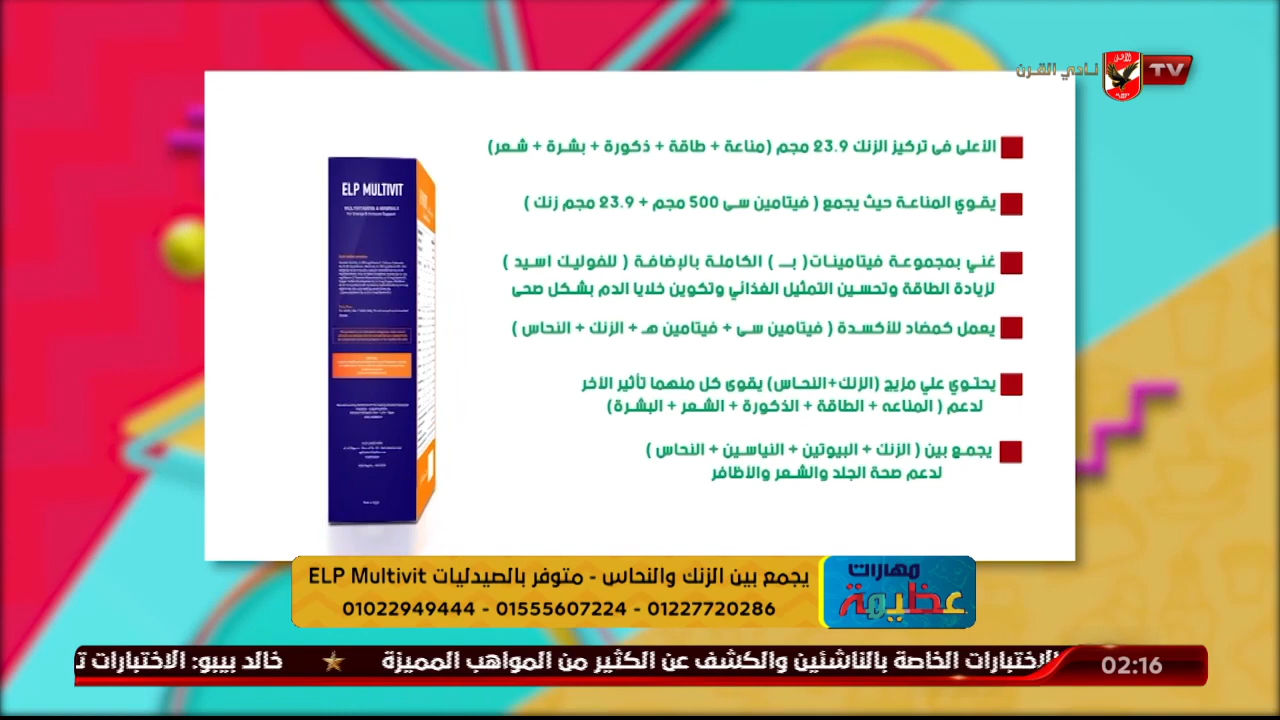 نادي القرن
TV
الأعلى فى تركيز الزنك 23.9 مجم (مناعة + طاقة + ذكورة + بشرة + شعر)
يقوي المناعة حيث يجمع ( فيتامين سى 500 مجم + 23.9 مجم زنك )
غني بمجموعة فيتامينات ( ب ) الكاملة بالإضافة ( للفوليك اسيد )
لزيادة الطاقة وتحسين التمثيل الغذائي وتكوين خلايا الدم بشكل صحى
يعمل كمضاد للأكسدة ( فيتامين سى + فيتامين هـ + الزنك + النحاس )
يحتوي علي مزيج (الزنك+النحاس) يقوى كل منهما تأثير الآخر
لدعم ( المناعه + الطاقة + الذكورة + الشعر + البشرة)
يجمع بين ( الزنك + البيوتين + النياسين + النحاس )
لدعم صحة الجلد والشعر والأظافر
ELP MULTIVIT
مهارات
عظيمة
يجمع بين الزنك والنحاس - متوفر بالصيدليات ELP Multivit
01022949444 - 01555607224 - 01227720286
الاختبارات الخاصة بالناشئين والكشف عن الكثير من المواهب المميزة ★ خالد بيبو: الاختبارات
02:16